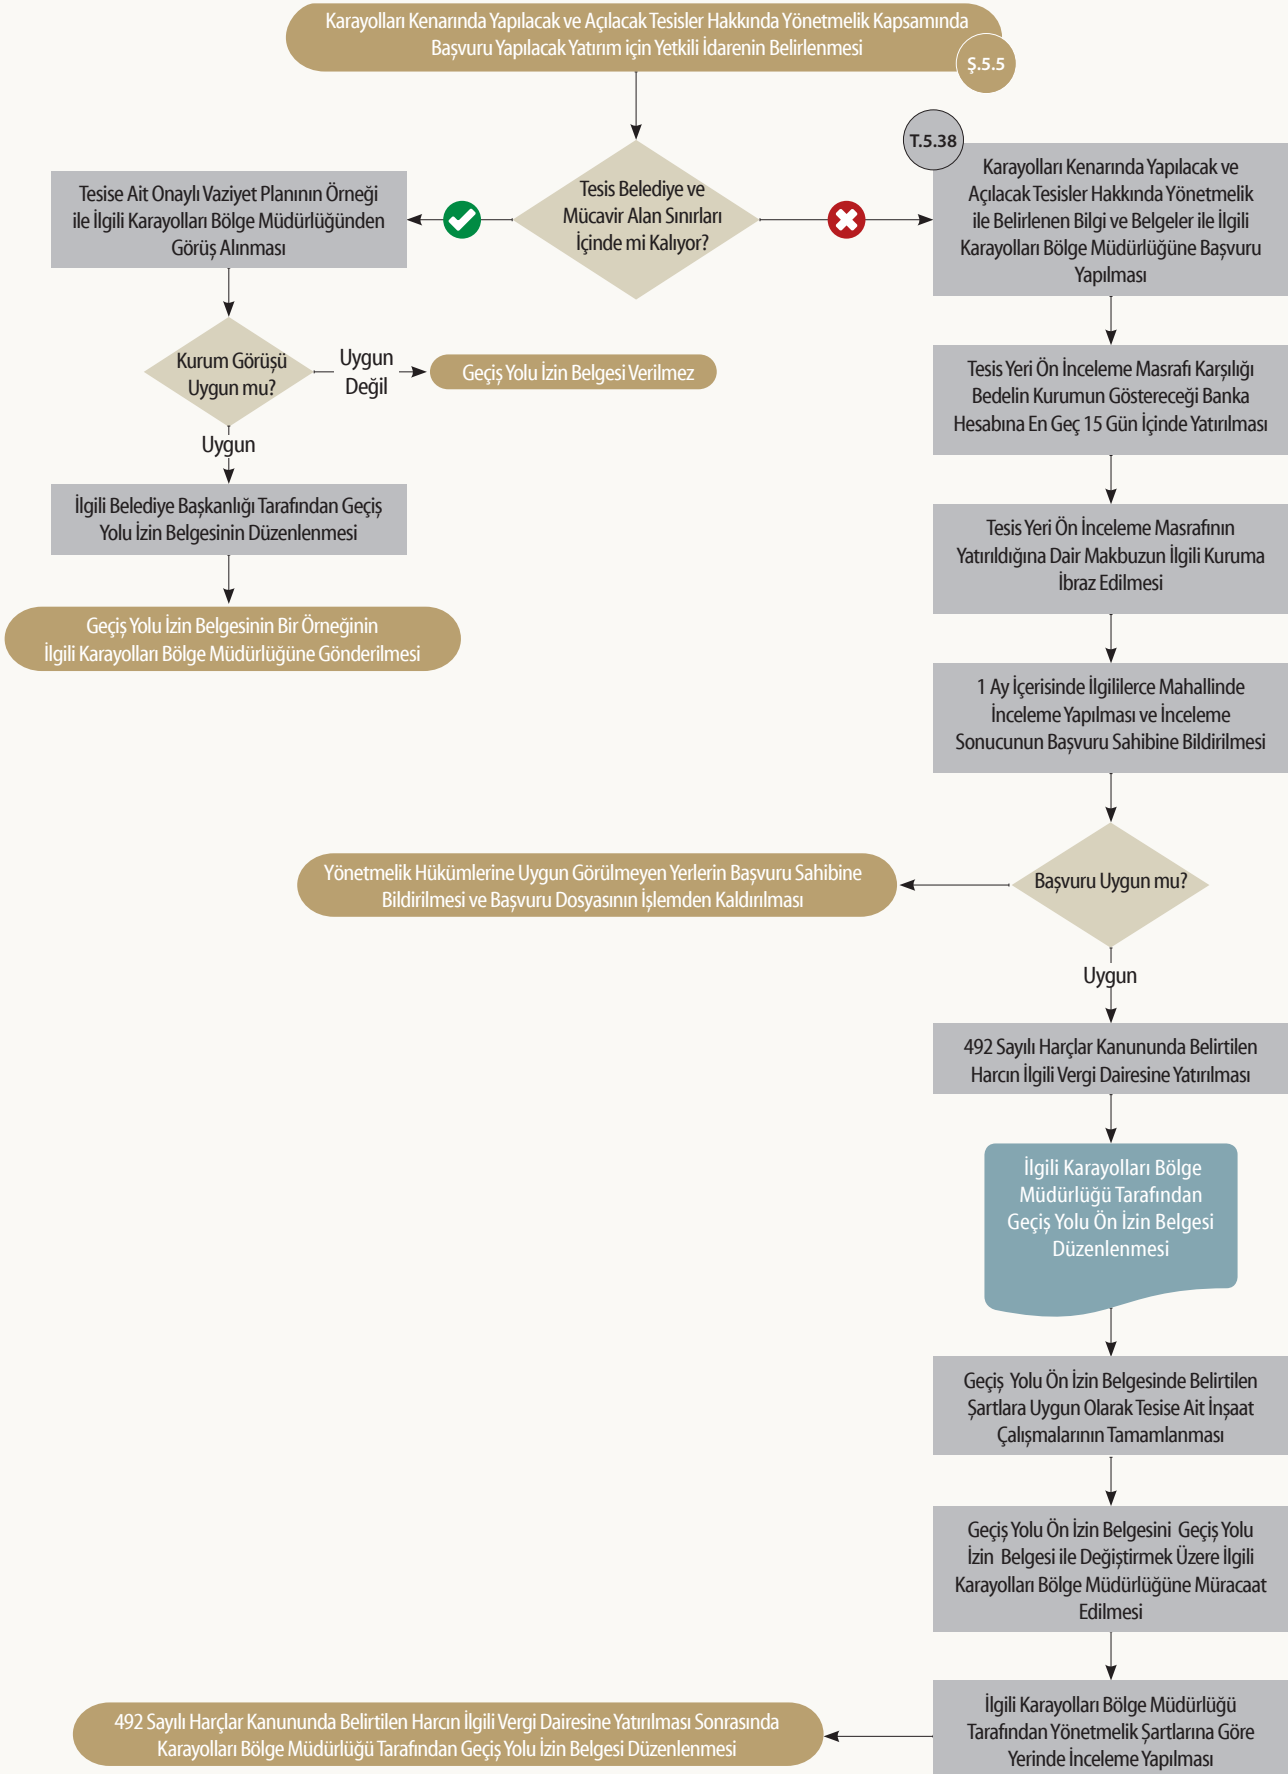 Karayolları Kenarında Yapılacak ve Açılacak Tesisler Hakkında Yönetmelik Kapsamında
Başvuru Yapılacak Yatırım için Yetkili İdarenin Belirlenmesi
Ş.5.5
Tesis Belediye ve
Mücavir Alan Sınırları
İçinde mi Kalıyor?
Tesise Ait Onaylı Vaziyet Planının Örneği
ile İlgili Karayolları Bölge Müdürlüğünden
Görüş Alınması
Kurum Görüşü
Uygun mu?
Uygun
Değil
Geçiş Yolu İzin Belgesi Verilmez
Uygun
İlgili Belediye Başkanlığı Tarafından Geçiş
Yolu İzin Belgesinin Düzenlenmesi
Geçiş Yolu İzin Belgesinin Bir Örneğinin
İlgili Karayolları Bölge Müdürlüğüne Gönderilmesi
T.5.38
Karayolları Kenarında Yapılacak ve
Açılacak Tesisler Hakkında Yönetmelik
ile Belirlenen Bilgi ve Belgeler ile İlgili
Karayolları Bölge Müdürlüğüne Başvuru
Yapılması
Tesis Yeri Ön İnceleme Masrafı Karşılığı
Bedelin Kurumun Göstereceği Banka
Hesabına En Geç 15 Gün İçinde Yatırılması
Tesis Yeri Ön İnceleme Masrafının
Yatırıldığına Dair Makbuzun İlgili Kuruma
İbraz Edilmesi
1 Ay İçerisinde İlgililerce Mahallinde
İnceleme Yapılması ve İnceleme
Sonucunun Başvuru Sahibine Bildirilmesi
Başvuru Uygun mu?
Yönetmelik Hükümlerine Uygun Görülmeyen Yerlerin Başvuru Sahibine
Bildirilmesi ve Başvuru Dosyasının İşlemden Kaldırılması
Uygun
492 Sayılı Harçlar Kanununda Belirtilen
Harcın İlgili Vergi Dairesine Yatırılması
İlgili Karayolları Bölge
Müdürlüğü Tarafından
Geçiş Yolu Ön İzin Belgesi
Düzenlenmesi
Geçiş Yolu Ön İzin Belgesinde Belirtilen
Şartlara Uygun Olarak Tesise Ait İnşaat
Çalışmalarının Tamamlanması
Geçiş Yolu Ön İzin Belgesini Geçiş Yolu
İzin Belgesi ile Değiştirmek Üzere İlgili
Karayolları Bölge Müdürlüğüne Müracaat
Edilmesi
İlgili Karayolları Bölge Müdürlüğü
Tarafından Yönetmelik Şartlarına Göre
Yerinde İnceleme Yapılması
492 Sayılı Harçlar Kanununda Belirtilen Harcın İlgili Vergi Dairesine Yatırılması Sonrasında
Karayolları Bölge Müdürlüğü Tarafından Geçiş Yolu İzin Belgesi Düzenlenmesi